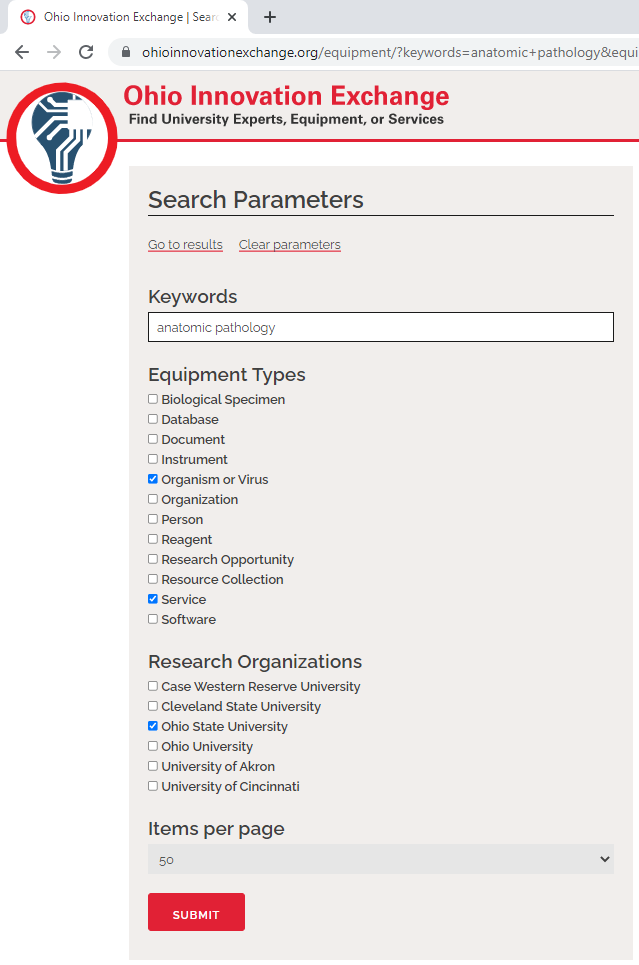 Ohio Innovation Exchange | Sear
ohioinnovationexchange.org/equipment/?keywords=anatomic+pathology&equi
Ohio Innovation Exchange
Find University Experts, Equipment, or Services
Search Parameters
Go to results Clear parameters
Keywords
anatomic pathology
Equipment Types
Biological Specimen
Database
Document
Instrument
Organism or Virus
Organization
Person
Reagent
Research Opportunity
Resource Collection
Service
Software
Research Organizations
Case Western Reserve University
Cleveland State University
Ohio State University
Ohio University
University of Akron
University of Cincinnati
Items per page
50
SUBMIT